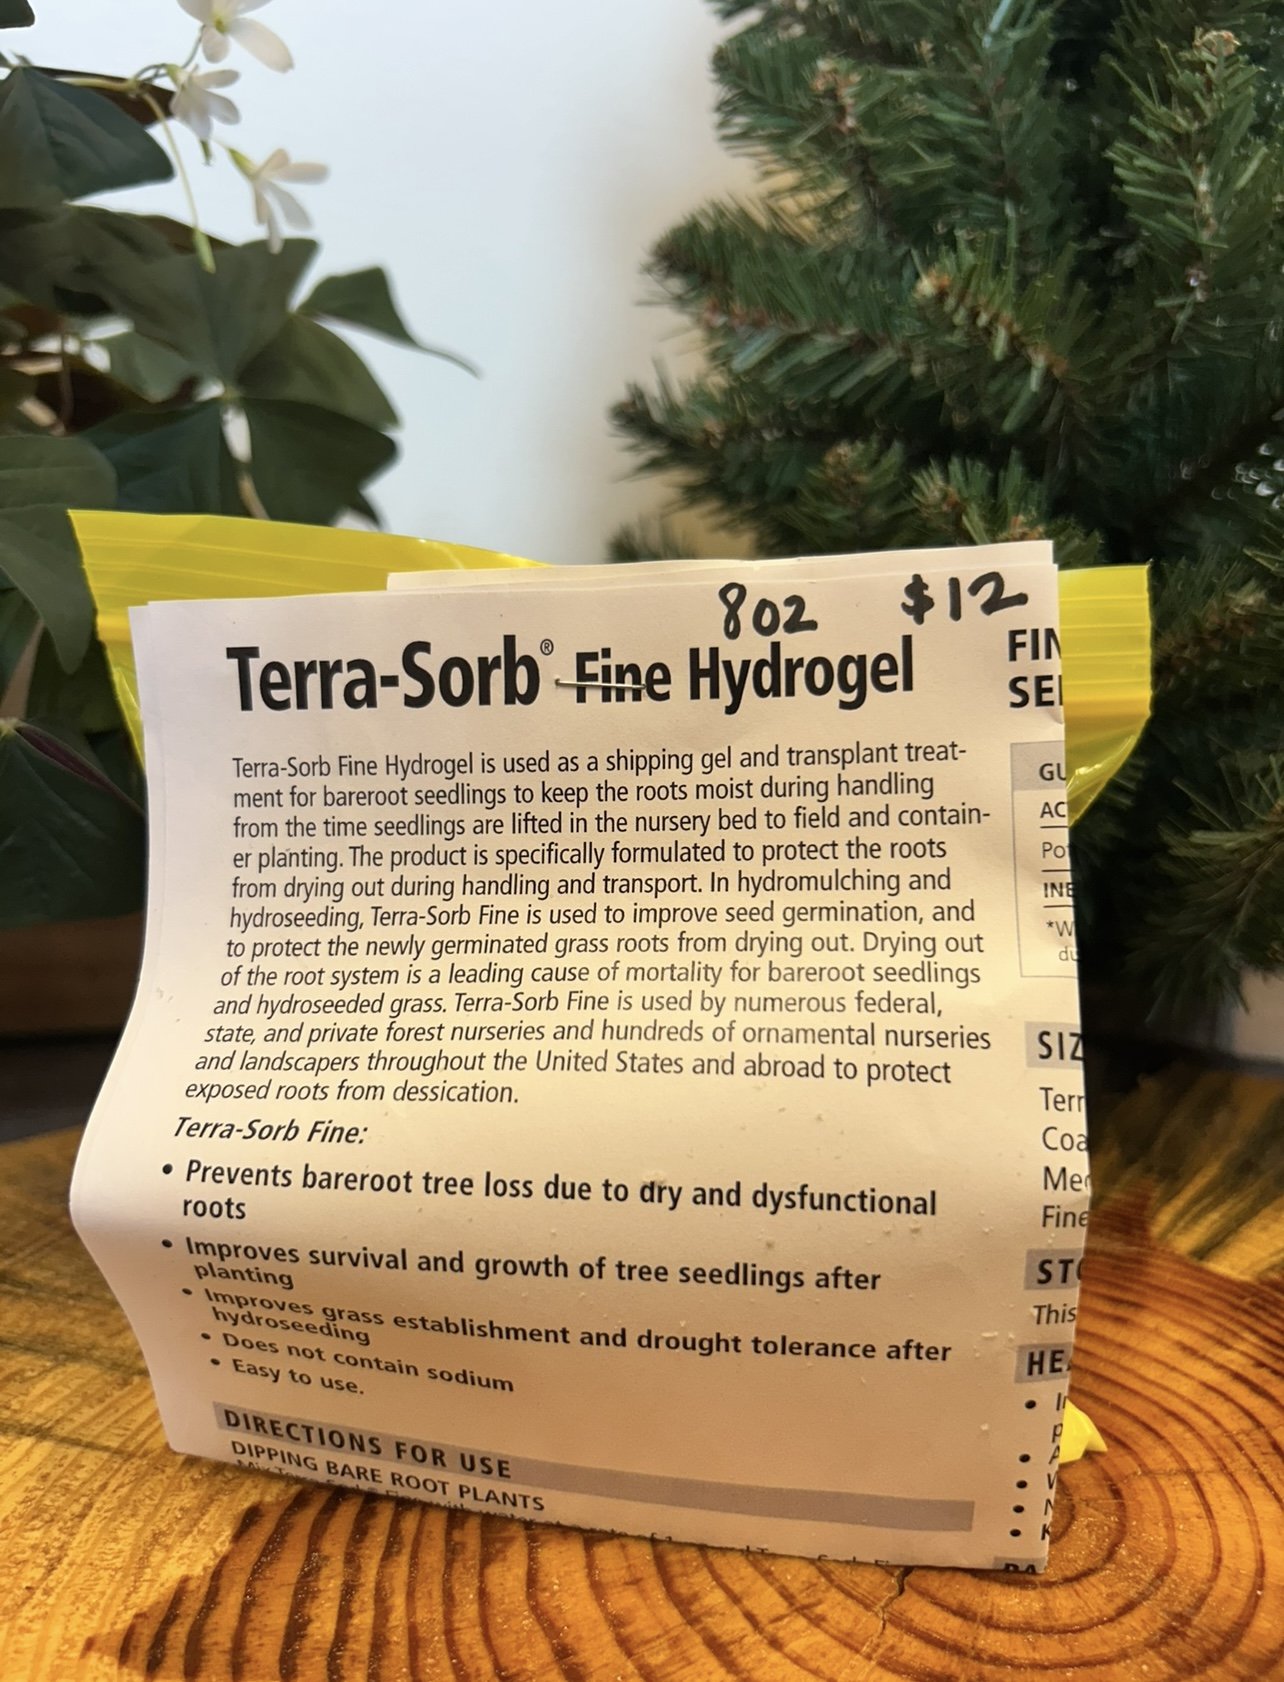 8oz $12
Terra-Sorb® Fine Hydrogel
Terra-Sorb Fine Hydrogel is used as a shipping gel and transplant treat-
ment for bareroot seedlings to keep the roots moist during handling
from the time seedlings are lifted in the nursery bed to field and contain-
er planting. The product is specifically formulated to protect the roots
from drying out during handling and transport. In hydromulching and
hydroseeding, Terra-Sorb Fine is used to improve seed germination, and
to protect the newly germinated grass roots from drying out. Drying out
of the root system is a leading cause of mortality for bareroot seedlings
and hydroseeded grass. Terra-Sorb Fine is used by numerous federal,
state, and private forest nurseries and hundreds of ornamental nurseries
and landscapers throughout the United States and abroad to protect
exposed roots from dessication.
Terra-Sorb Fine:
• Prevents bareroot tree loss due to dry and dysfunctional
roots
• Improves survival and growth of tree seedlings after
planting
• Improves grass establishment and drought tolerance after
hydroseeding
• Does not contain sodium
• Easy to use.
DIRECTIONS FOR USE
DIPPING BARE ROOT PLANTS
FIN
SE
GU
AC
Po
INE
*W
du
SIZ
Terr
Coa
Me
Fine
STO
This
HEA